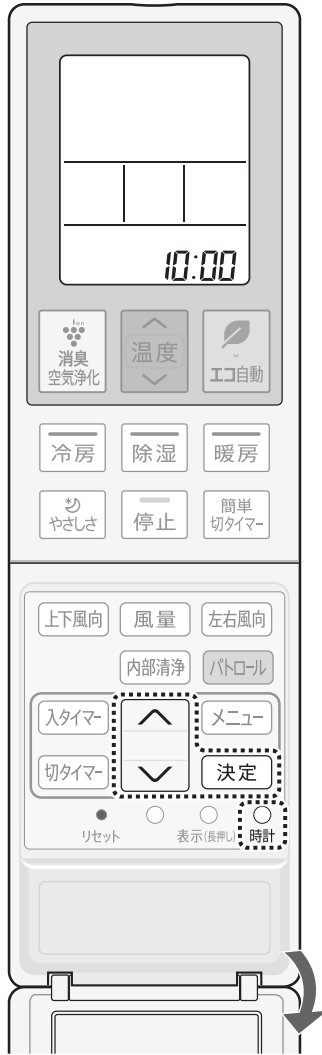 10:00
Ion
消臭
空気浄化
温度
エコ自動
冷房
除湿
暖房
やさしさ
停止
簡単
切タイマー
上下風向
風量
左右風向
内部清浄
パトロール
入タイマー
メニュー
切タイマー
決定
リセット
表示(長押し)
時計